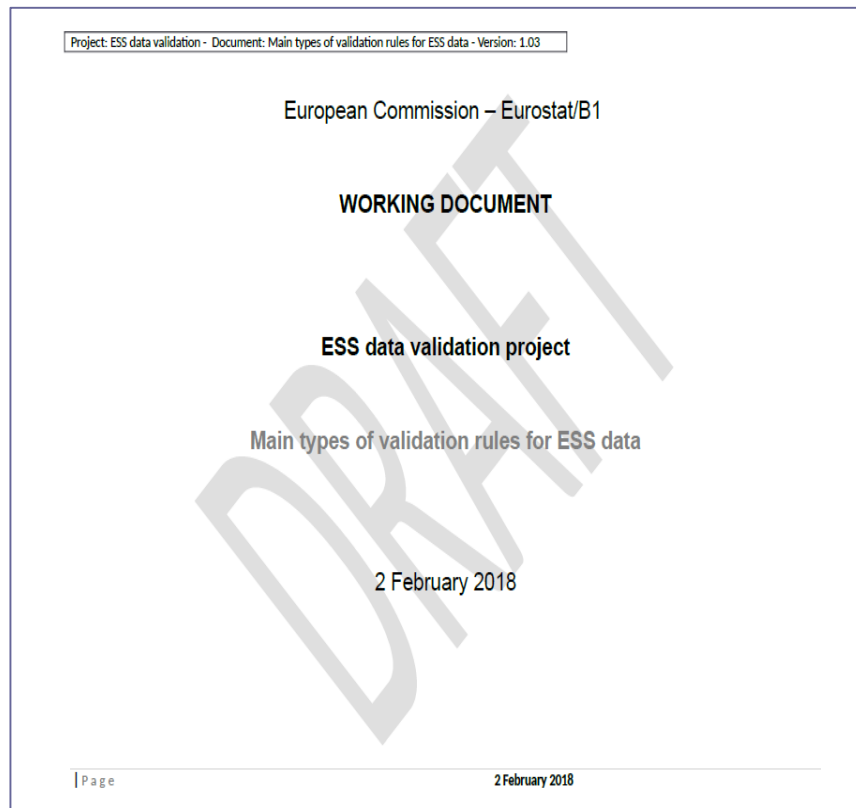 Project: ESS data validation - Document: Main types of validation rules for ESS data - Version: 1.03
European Commission – Eurostat/B1
WORKING DOCUMENT
ESS data validation project
Main types of validation rules for ESS data
2 February 2018
DRAFT
| Page 2 February 2018